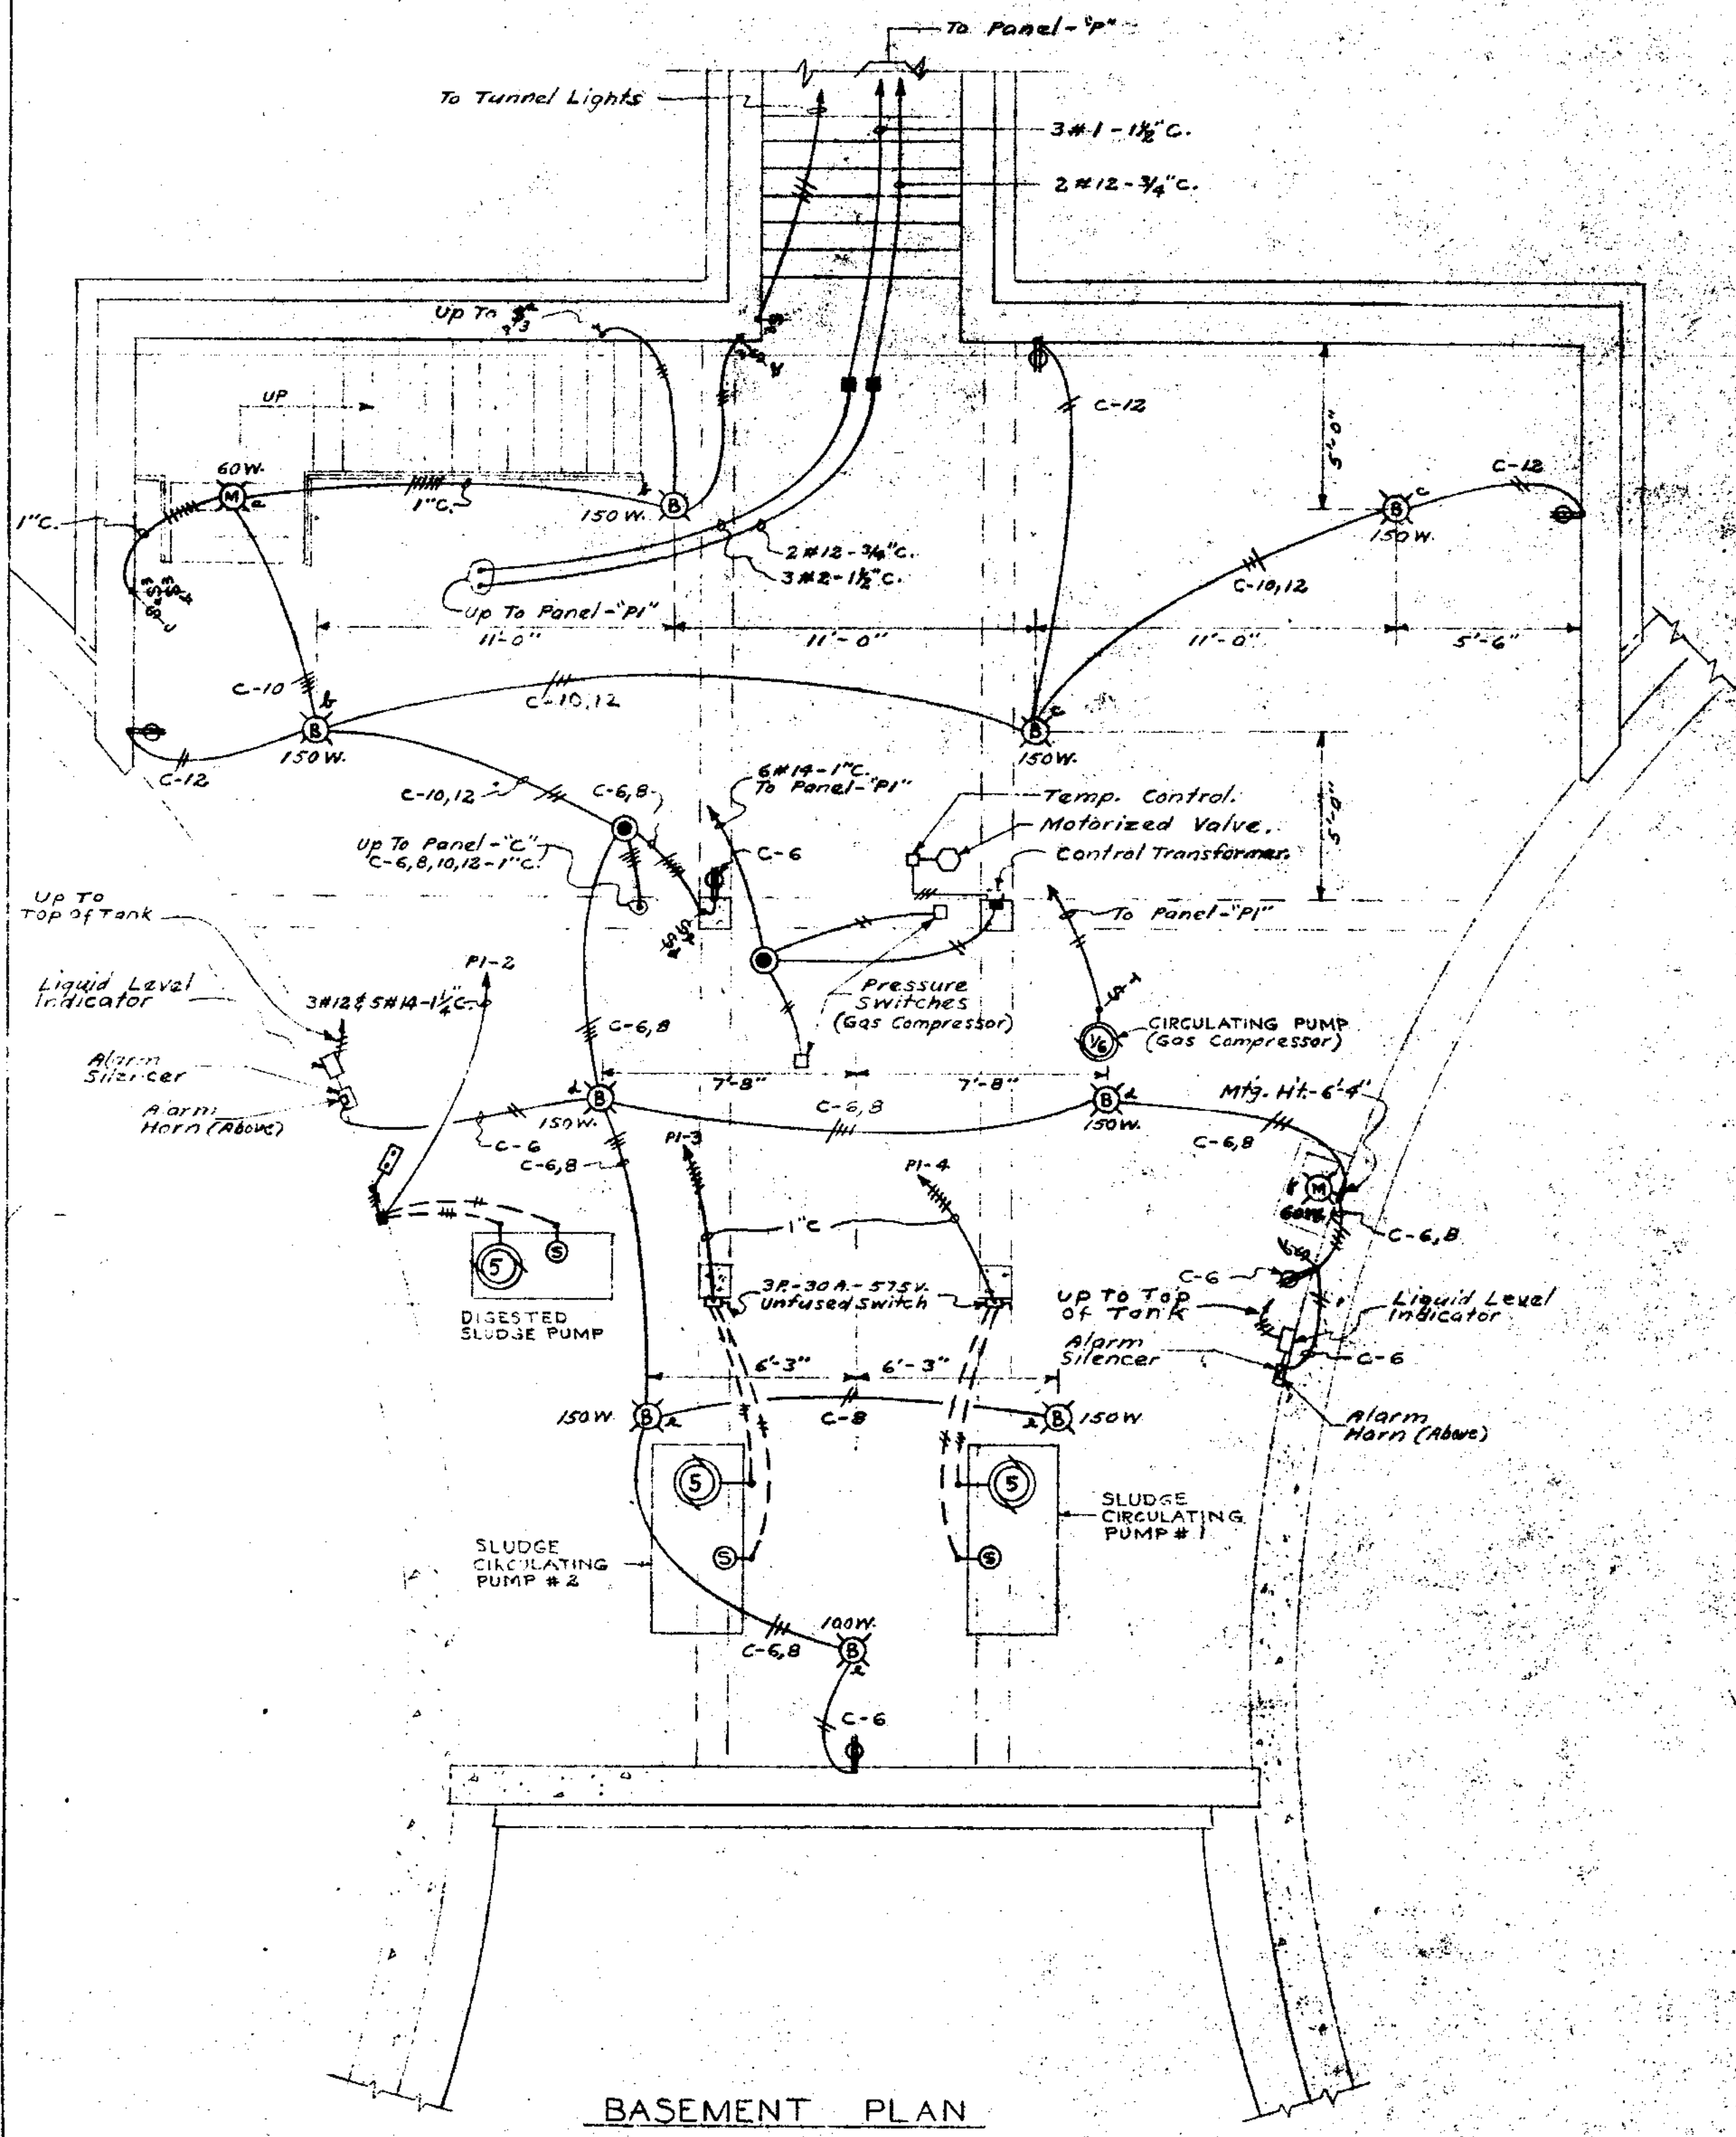 To Panel-"P"
To Tunnel Lights
3#1-1½"C.
2#12-¾"C.
Up To
UP
C-12
5'-0"
C-12
60W.
M
a
1"C.
1"C.
150W.
B
B
c
150W.
2#12-¾"C.
3#2-1½"C.
Up To Panel-"P1"
C-10,12
11'-0"
11'-0"
11'-0"
5'-6"
C-10
b
B
150W.
C-10,12
c
B
150W.
C-12
5'-0"
C-10,12
C-6,8
6#14-1"C.
To Panel-"P1"
Temp. Control.
Motorized Valve.
Control Transformer.
Up To Panel-"C"
C-6,8,10,12-1"C.
C-6
Up To
Top of Tank
To Panel-"P1"
P1-2
Liquid Level
Indicator
3#12&5#14-1¼"C.
Pressure
Switches
(Gas Compressor)
C-6,8
1/6
CIRCULATING PUMP
(Gas Compressor)
Alarm
Silencer
7'-8"
7'-8"
Mtg. Ht.-6'4"
Alarm
Horn (Above)
d
B
150W.
C-6,8
B
d
150W.
C-6
C-6,8
P1-3
C-6,8
P1-4
M
60W.
1"C
C-6,8
5
S
DIGESTED
SLUDGE PUMP
3P.-30A.-575V.
Unfused Switch
C-6
Up To Top
of Tank
Liquid Level
Indicator
Alarm
Silencer
C-6
6'-3"
6'-3"
150W.
B
e
C-8
e
B
150W.
Alarm
Horn (Above)
5
5
SLUDGE
CIRCULATING
PUMP #1
SLUDGE
CIRCULATING
PUMP #2
S
S
100W.
C-6,8
B
e
C-6
BASEMENT PLAN